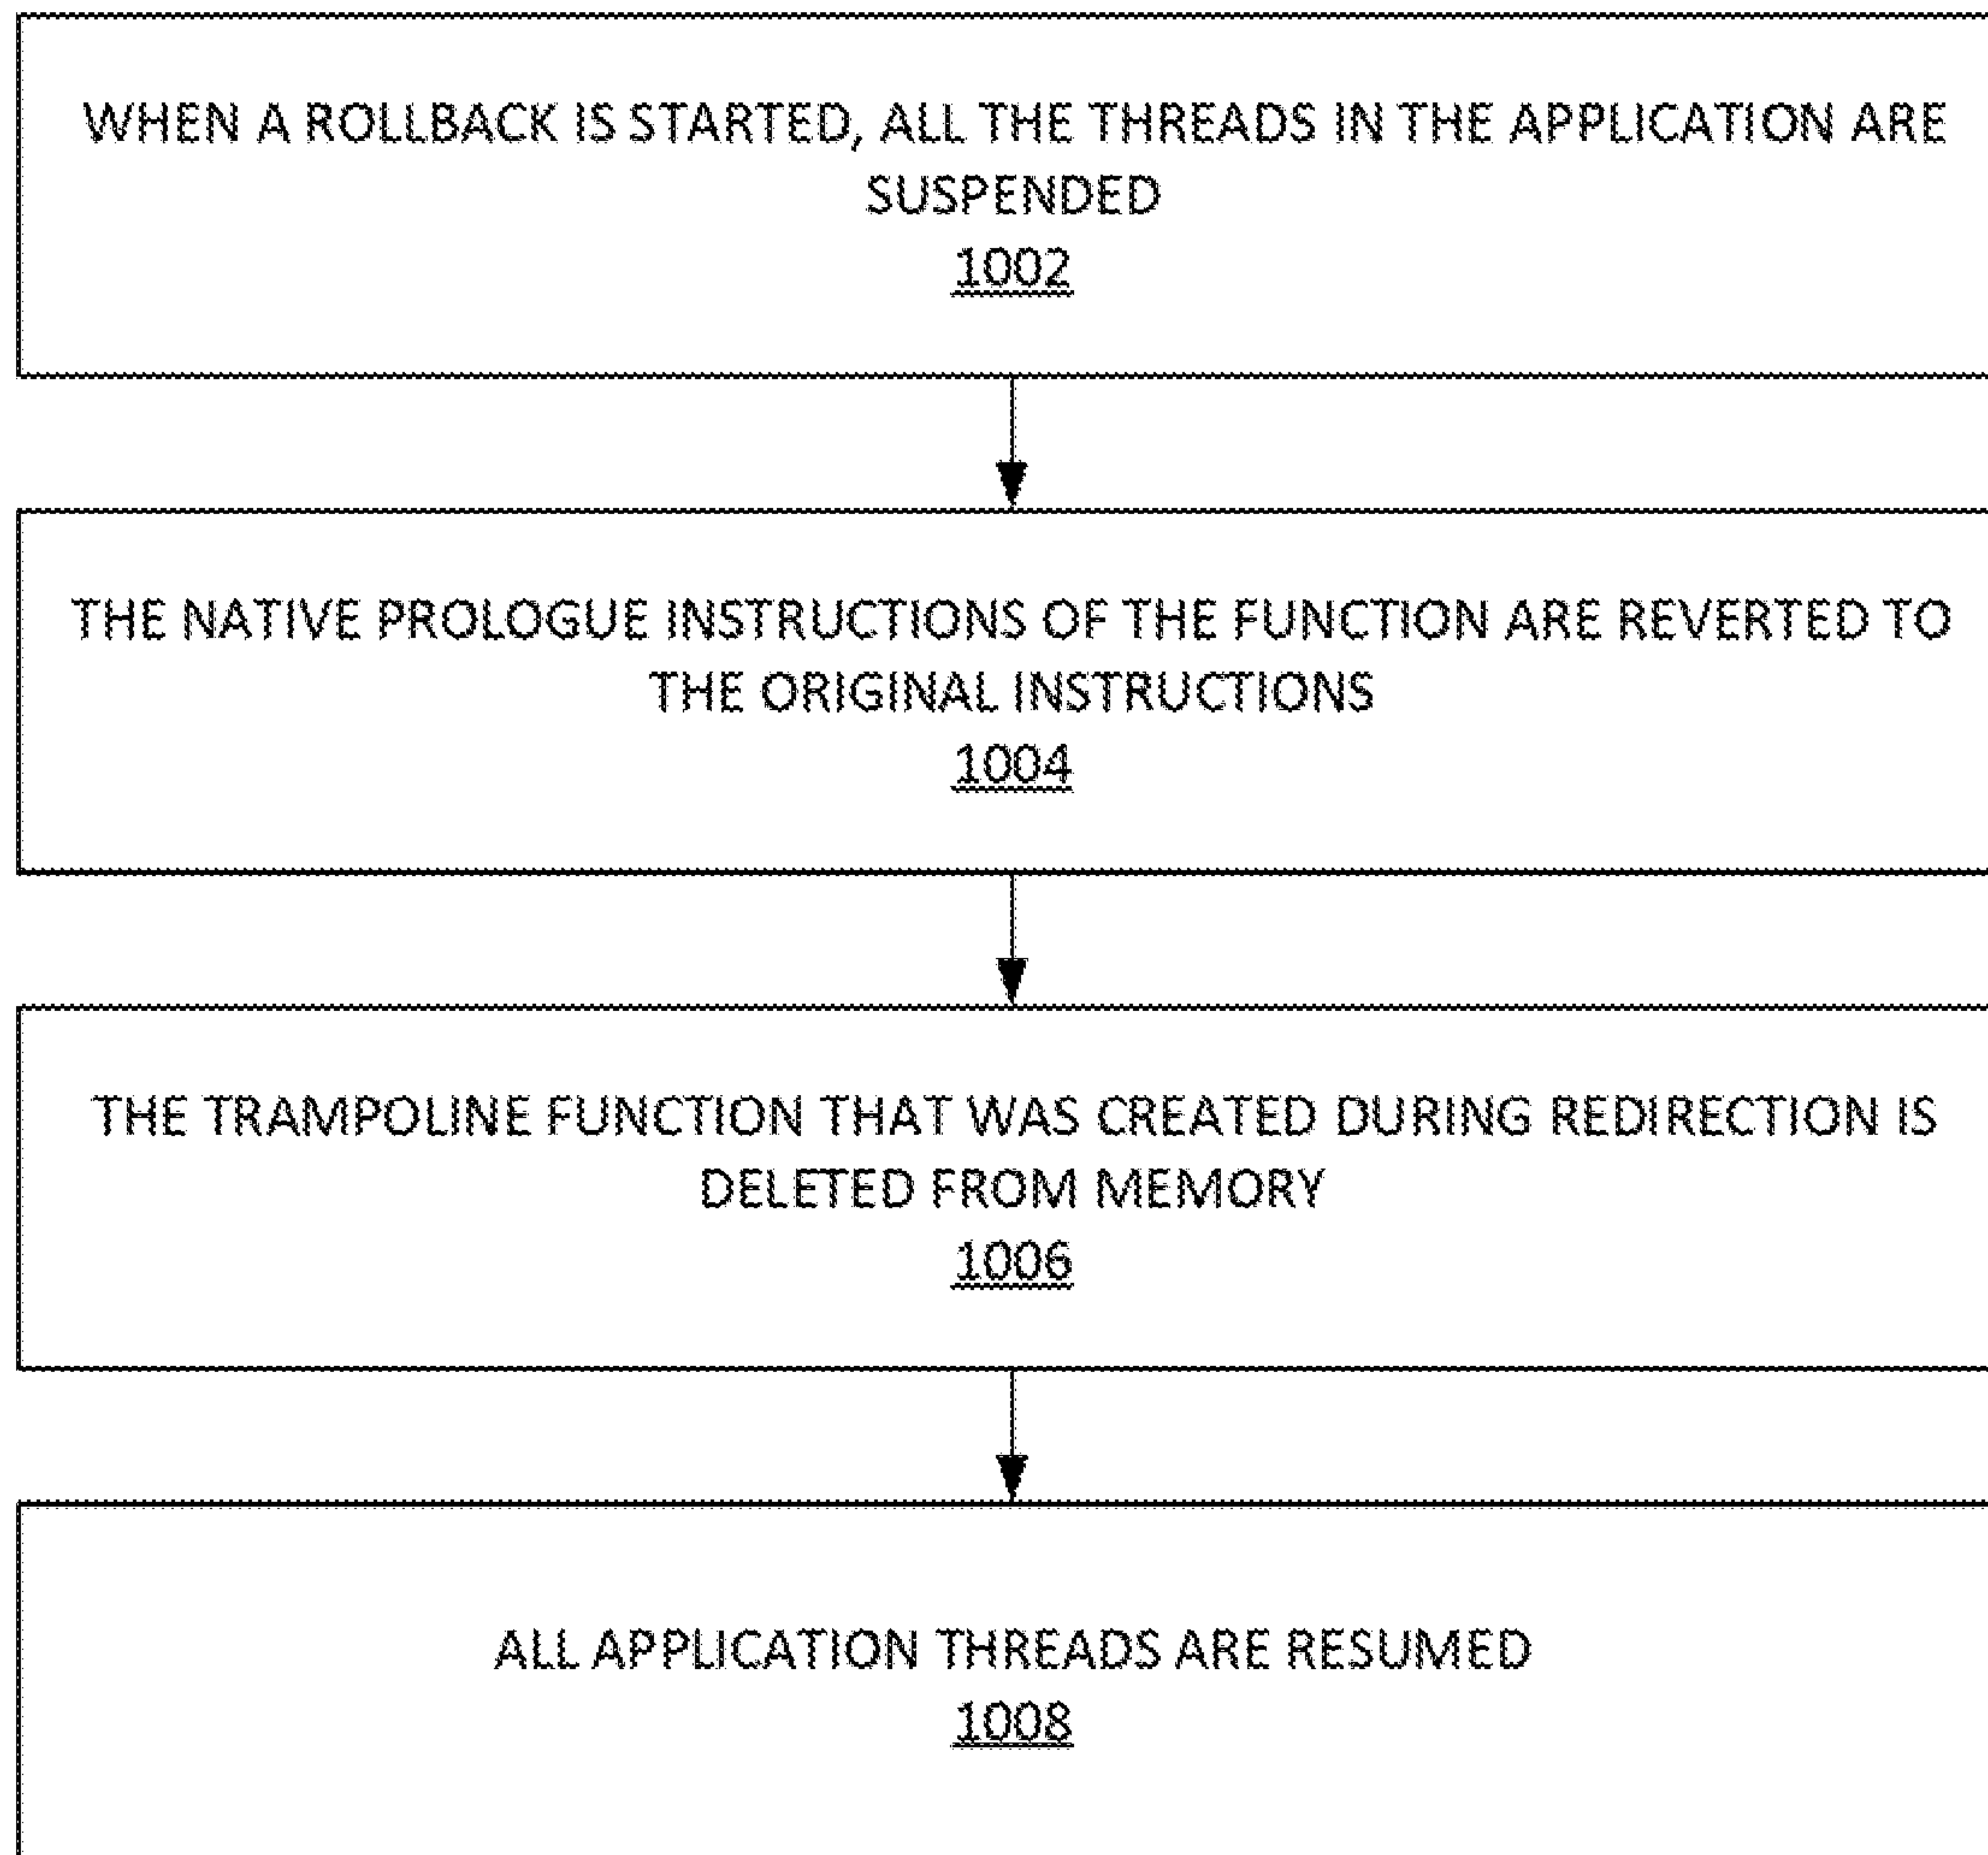 WHEN A ROLLBACK IS STARTED, ALL THE THREADS IN THE APPLICATION ARE
SUSPENDED
1002
THE NATIVE PROLOGUE INSTRUCTIONS OF THE FUNCTION ARE REVERTED TO
THE ORIGINAL INSTRUCTIONS
1004
THE TRAMPOLINE FUNCTION THAT WAS CREATED DURING REDIRECTION IS
DELETED FROM MEMORY
1006
ALL APPLICATION THREADS ARE RESUMED
1008